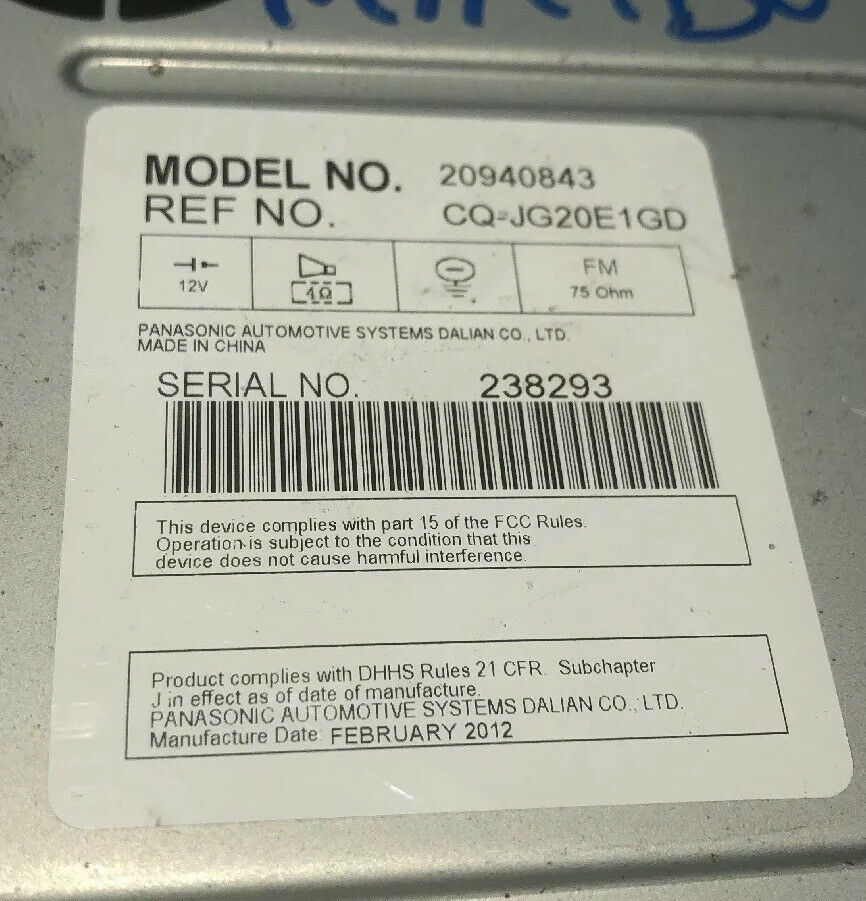 MODEL NO. 20940843
REF NO. CQ-JG20E1GD
12V
4Ω
FM
75 Ohm
PANASONIC AUTOMOTIVE SYSTEMS DALIAN CO., LTD.
MADE IN CHINA
SERIAL NO. 238293
This device complies with part 15 of the FCC Rules.
Operation is subject to the condition that this
device does not cause harmful interference.
Product complies with DHHS Rules 21 CFR. Subchapter
J in effect as of date of manufacture.
PANASONIC AUTOMOTIVE SYSTEMS DALIAN CO., LTD.
Manufacture Date: FEBRUARY 2012